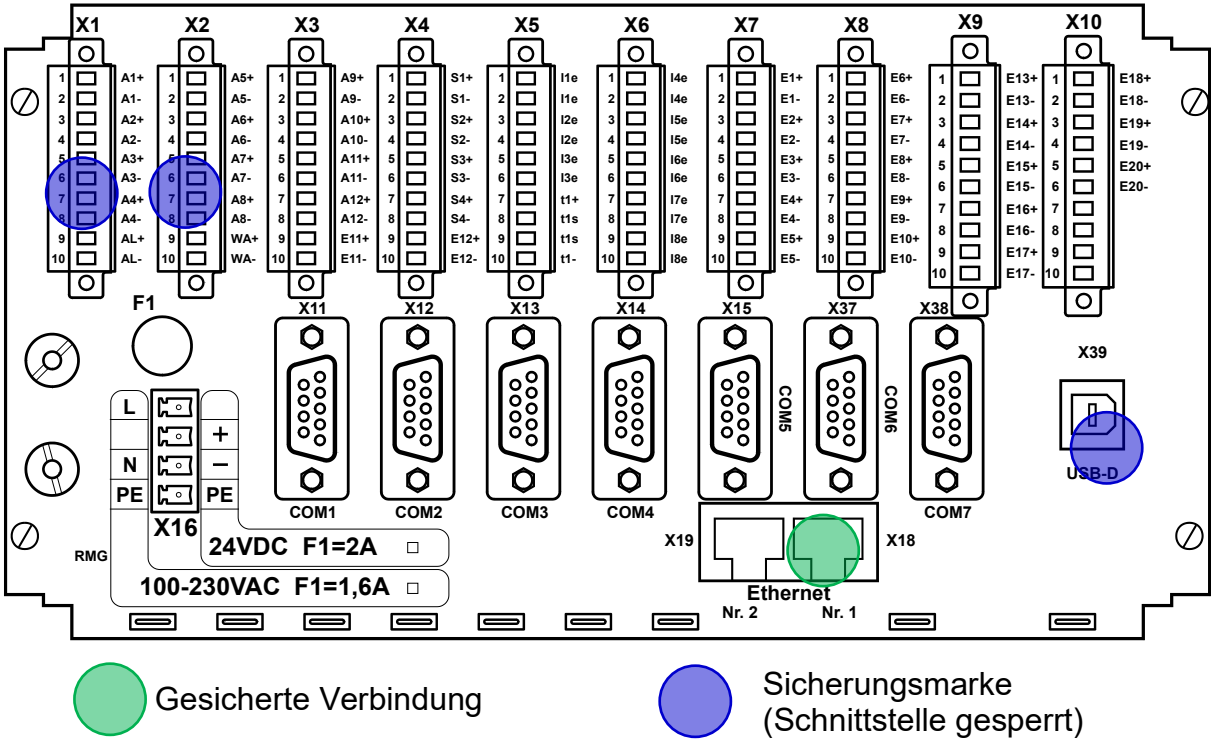 X1 X2 X3 X4 X5 X6 X7 X8 X9 X10
1 A1+ 1 A5+ 1 A9+ 1 S1+ 1 I1e 1 I4e 1 E1+ 1 E6+ 1 E13+ 1 E18+
2 A1- 2 A5- 2 A9- 2 S1- 2 I1e 2 I4e 2 E1- 2 E6- 2 E13- 2 E18-
3 A2+ 3 A6+ 3 A10+ 3 S2+ 3 I2e 3 I5e 3 E2+ 3 E7+ 3 E14+ 3 E19+
4 A2- 4 A6- 4 A10- 4 S2- 4 I2e 4 I5e 4 E2- 4 E7- 4 E14- 4 E19-
5 A3+ 5 A7+ 5 A11+ 5 S3+ 5 I3e 5 I6e 5 E3+ 5 E8+ 5 E15+ 5 E20+
6 A3- 6 A7- 6 A11- 6 S3- 6 I3e 6 I6e 6 E3- 6 E8- 6 E15- 6 E20-
7 A4+ 7 A8+ 7 A12+ 7 S4+ 7 t1+ 7 I7e 7 E4+ 7 E9+ 7 E16+ 7
8 A4- 8 A8- 8 A12- 8 S4- 8 t1s 8 I7e 8 E4- 8 E9- 8 E16- 8
9 AL+ 9 WA+ 9 E11+ 9 E12+ 9 t1s 9 I8e 9 E5+ 9 E10+ 9 E17+ 9
10 AL- 10 WA- 10 E11- 10 E12- 10 t1- 10 I8e 10 E5- 10 E10- 10 E17- 10
F1 X11 X12 X13 X14 X15 X37 X38
X39
COM5 COM6
L
+
N −
PE PE
USB-D
X16 COM1 COM2 COM3 COM4 COM7
X19 X18
RMG
24VDC F1=2A
100-230VAC F1=1,6A
Ethernet
Nr. 2 Nr. 1
Gesicherte Verbindung
Sicherungsmarke
(Schnittstelle gesperrt)